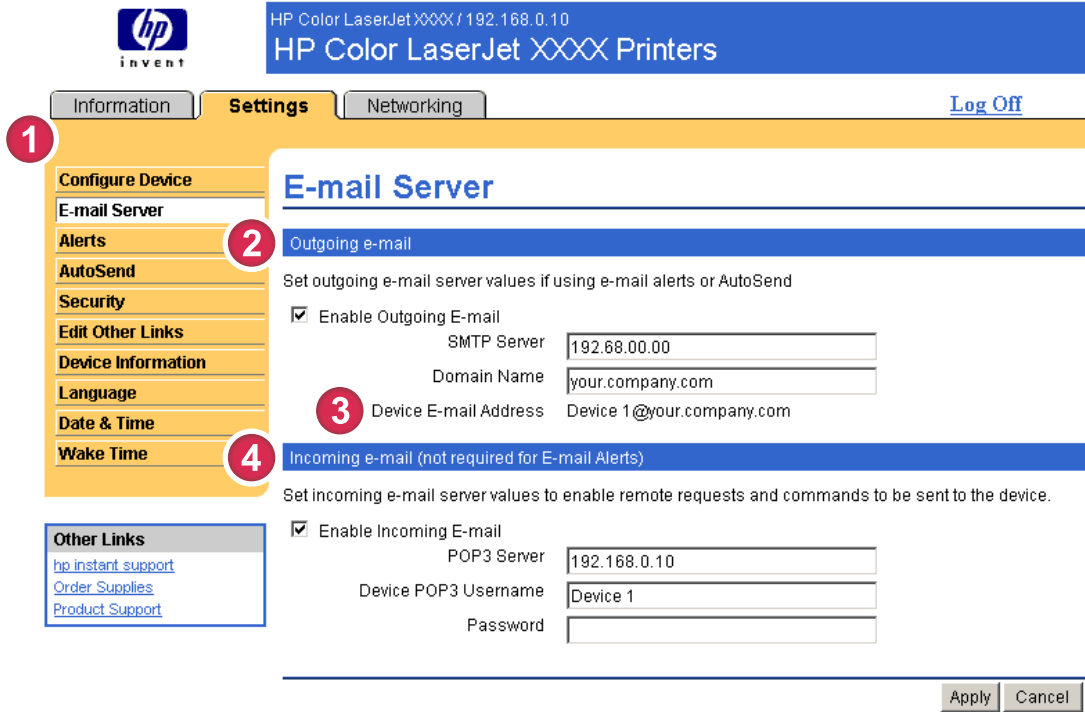 hp
invent
HP Color LaserJet XXXX / 192.168.0.10
HP Color LaserJet XXXX Printers
Information
Settings
Networking
Log Off
1
Configure Device
E-mail Server
Alerts
AutoSend
Security
Edit Other Links
Device Information
Language
Date & Time
Wake Time
Other Links
hp instant support
Order Supplies
Product Support
E-mail Server
2
Outgoing e-mail
Set outgoing e-mail server values if using e-mail alerts or AutoSend
Enable Outgoing E-mail
SMTP Server 192.68.00.00
Domain Name your.company.com
3
Device E-mail Address Device 1@your.company.com
4
Incoming e-mail (not required for E-mail Alerts)
Set incoming e-mail server values to enable remote requests and commands to be sent to the device.
Enable Incoming E-mail
POP3 Server 192.168.0.10
Device POP3 Username Device 1
Password
Apply Cancel